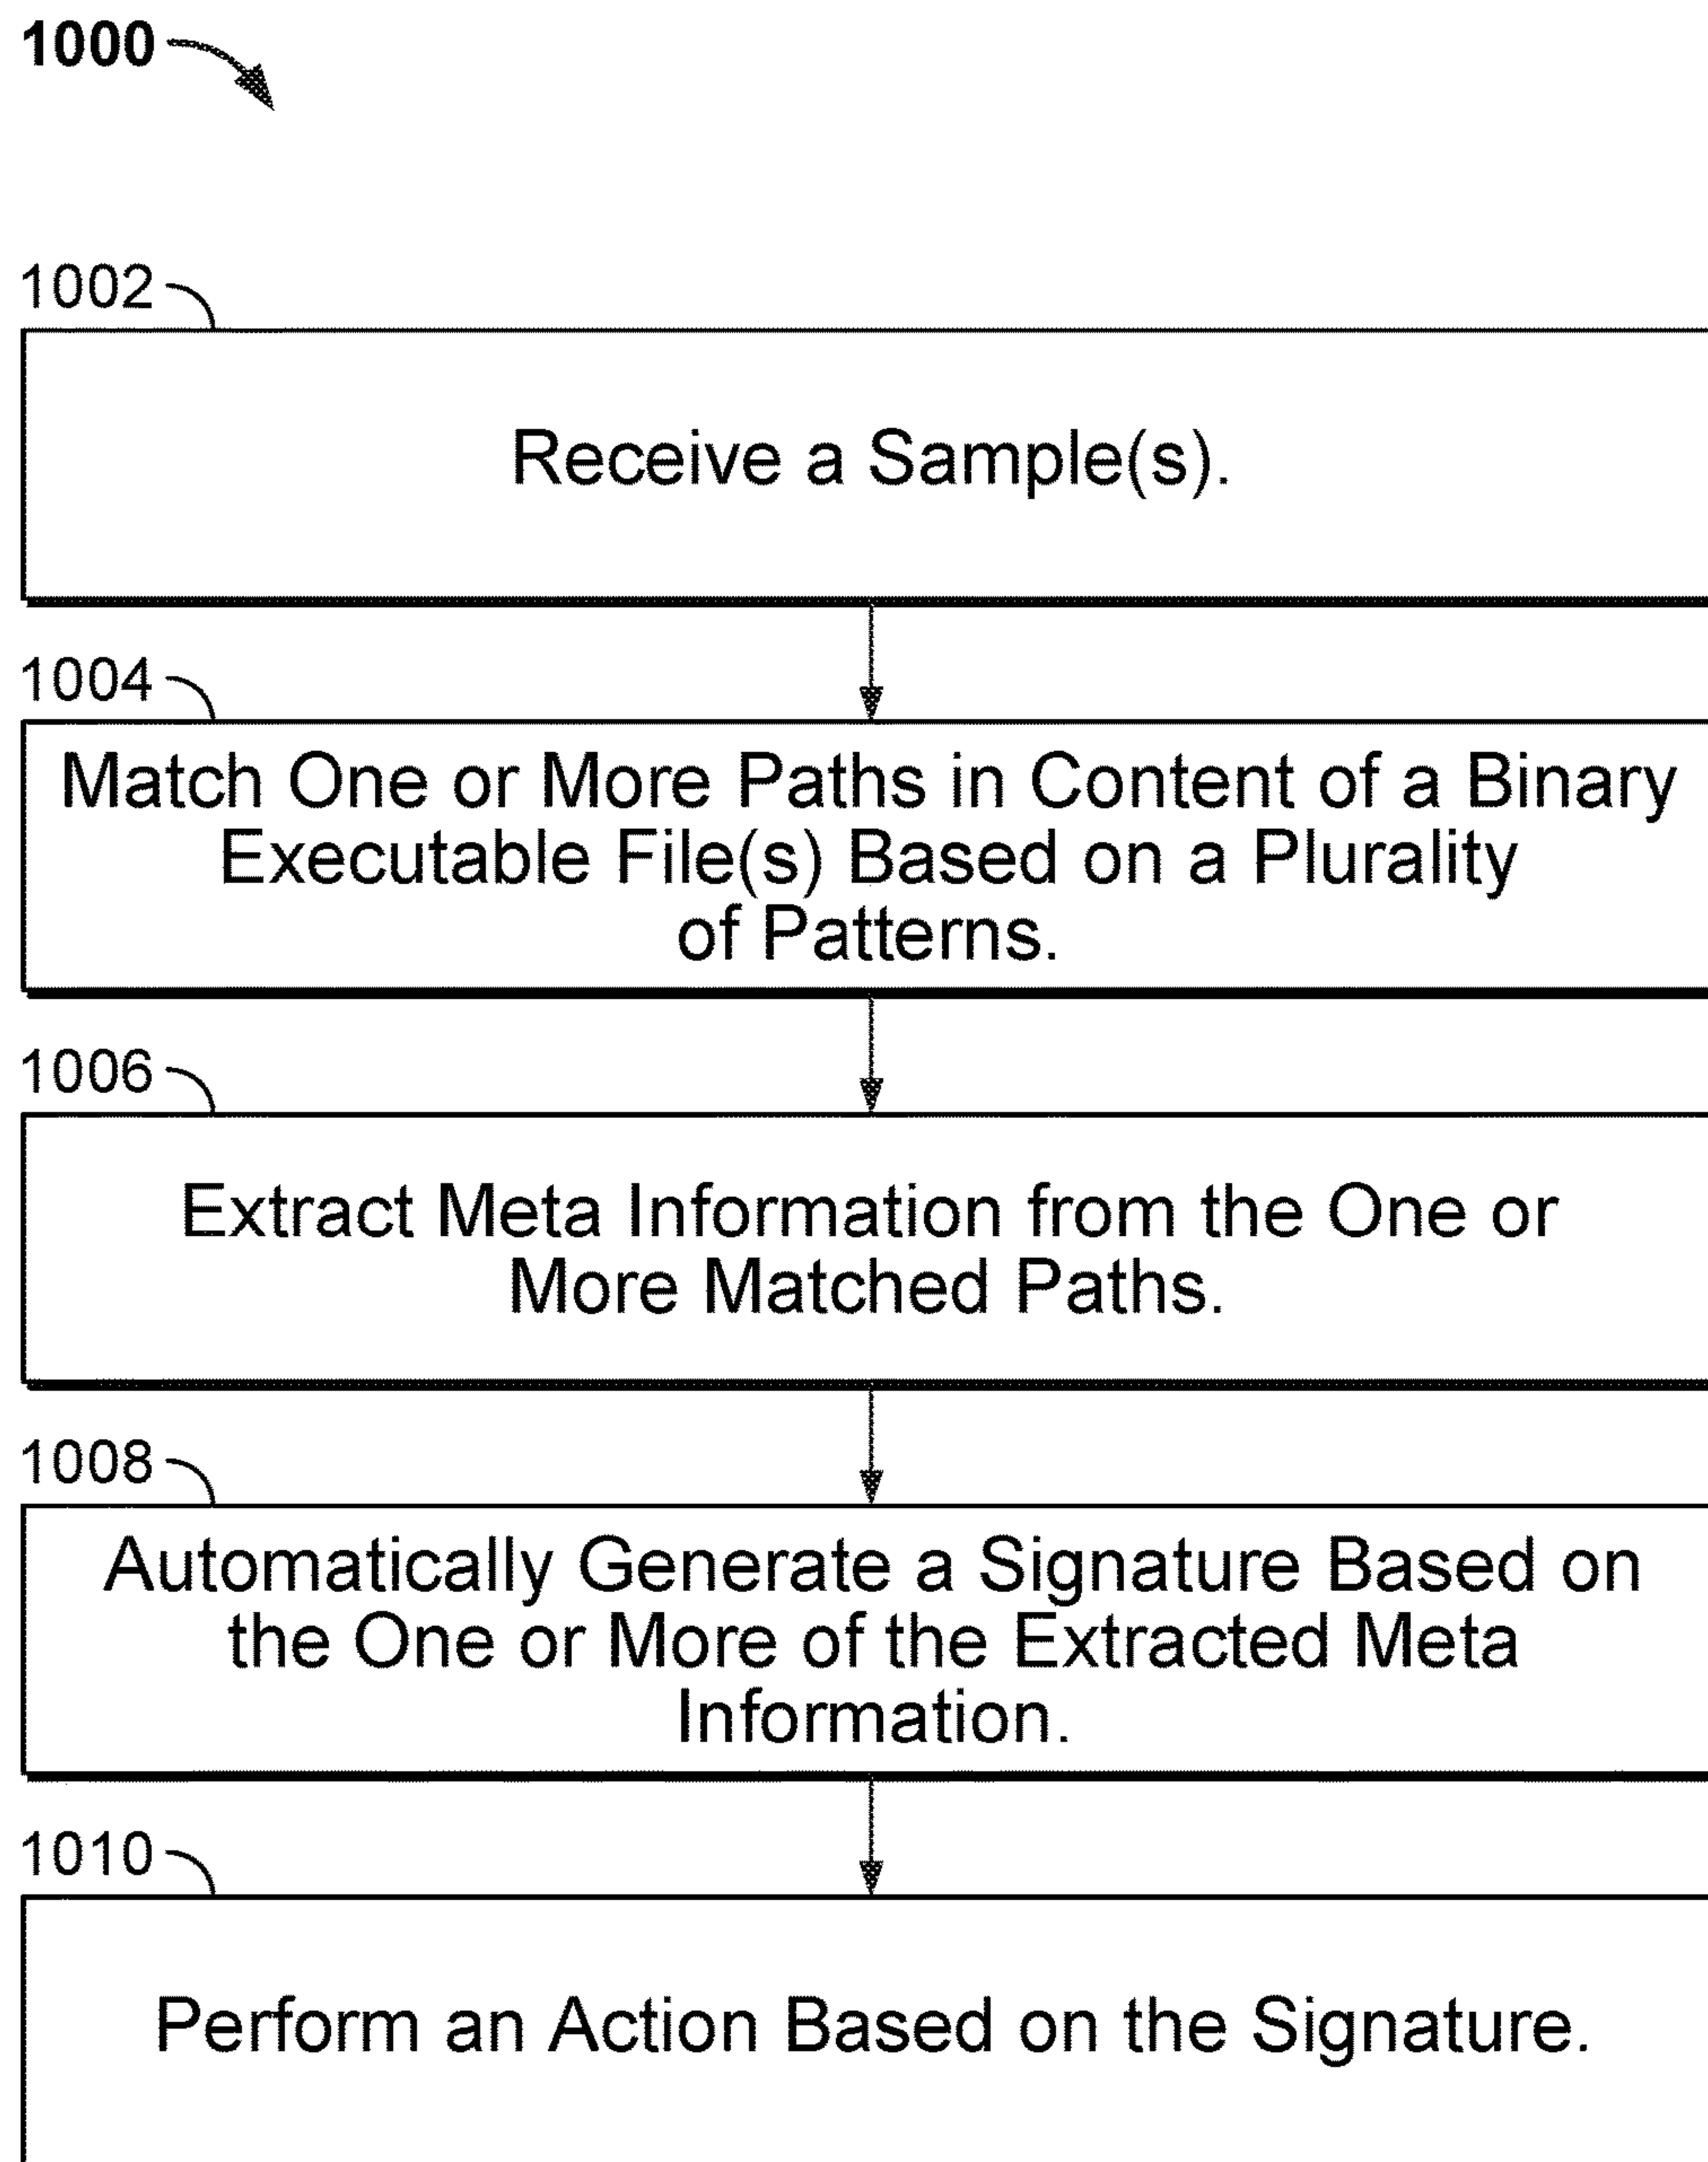 1000
1002
Receive a Sample(s).
1004
Match One or More Paths in Content of a Binary
Executable File(s) Based on a Plurality
of Patterns.
1006
Extract Meta Information from the One or
More Matched Paths.
1008
Automatically Generate a Signature Based on
the One or More of the Extracted Meta
Information.
1010
Perform an Action Based on the Signature.